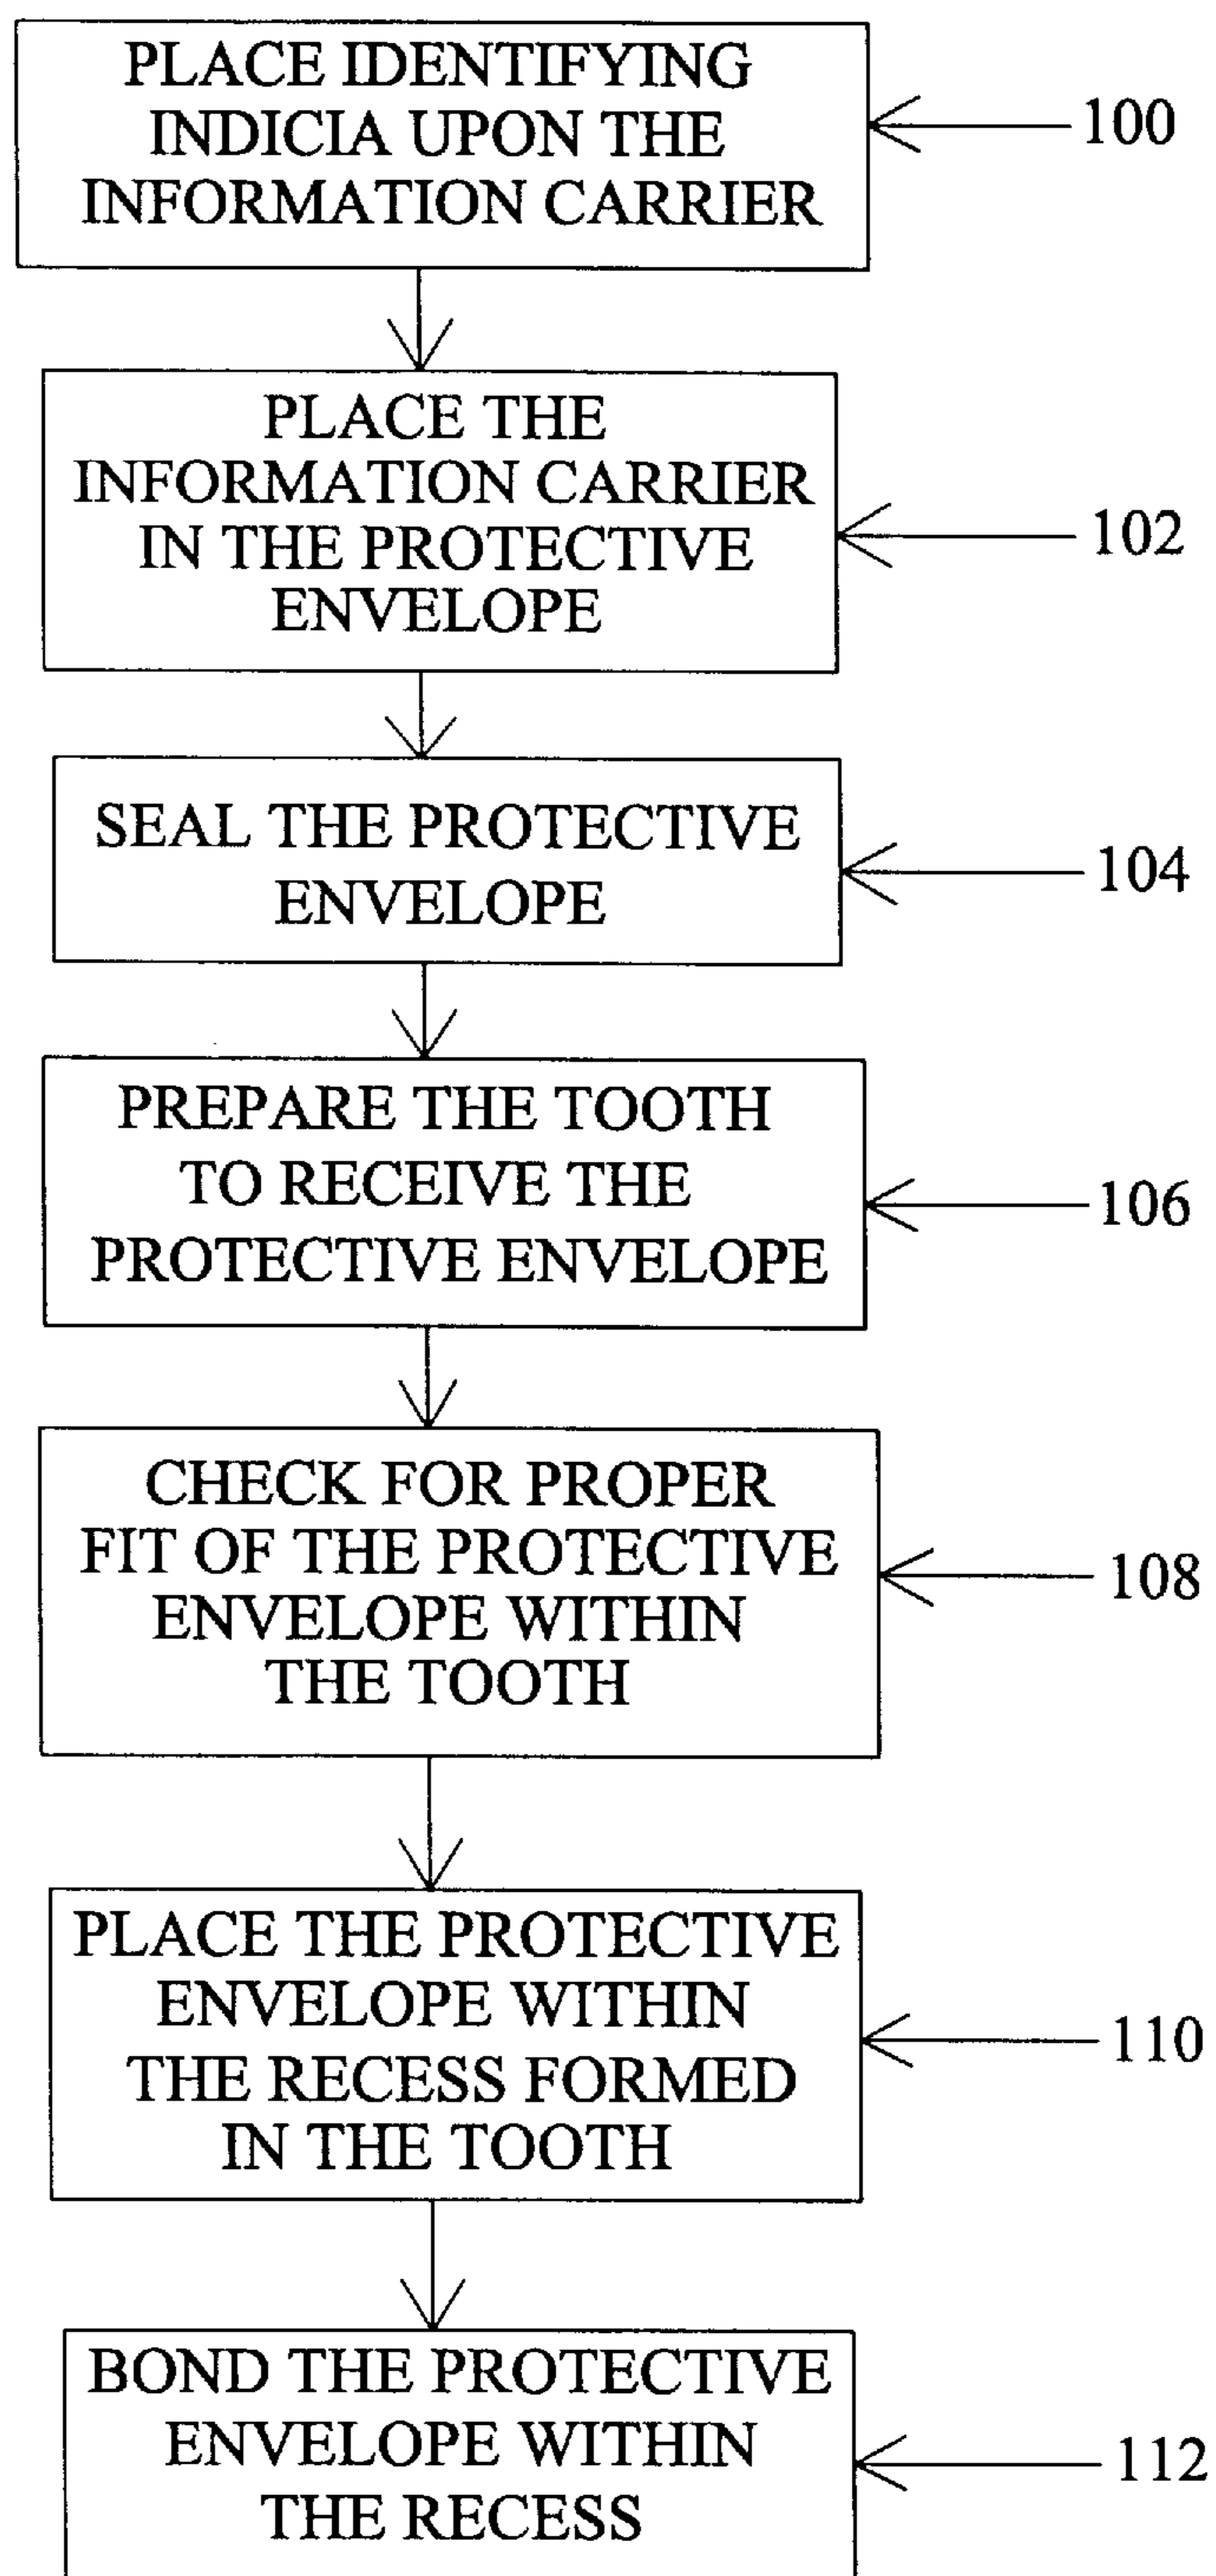 PLACE IDENTIFYING
INDICIA UPON THE
INFORMATION CARRIER
100
PLACE THE
INFORMATION CARRIER
IN THE PROTECTIVE
ENVELOPE
102
SEAL THE PROTECTIVE
ENVELOPE
104
PREPARE THE TOOTH
TO RECEIVE THE
PROTECTIVE ENVELOPE
106
CHECK FOR PROPER
FIT OF THE PROTECTIVE
ENVELOPE WITHIN
THE TOOTH
108
PLACE THE PROTECTIVE
ENVELOPE WITHIN
THE RECESS FORMED
IN THE TOOTH
110
BOND THE PROTECTIVE
ENVELOPE WITHIN
THE RECESS
112